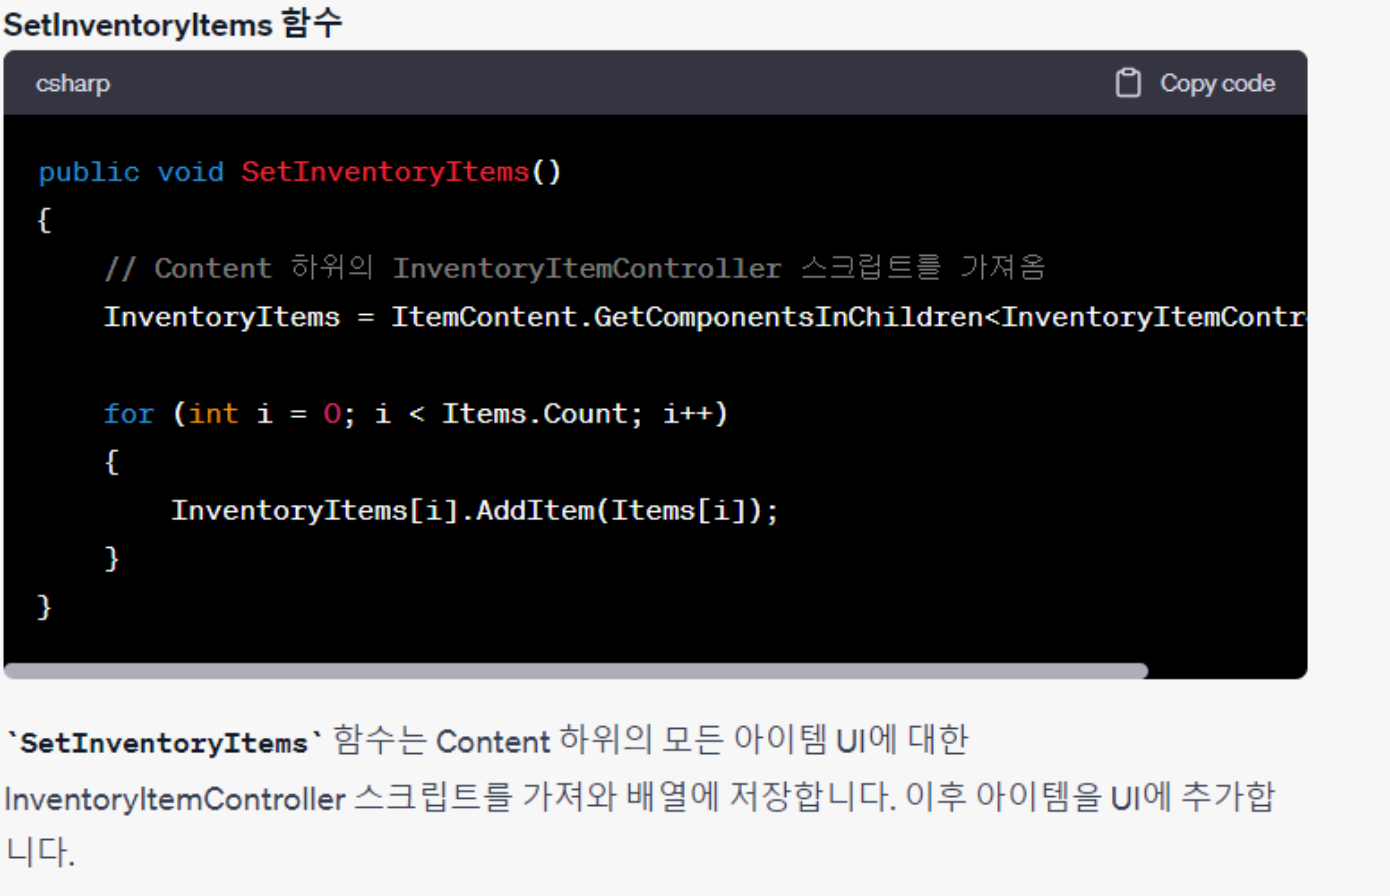 SetInventoryItems 함수
csharp
Copy code
public void SetInventoryItems()
{
// Content 하위의 InventoryItemController 스크립트를 가져옴
InventoryItems = ItemContent.GetComponentsInChildren<InventoryItemContr
for (int i = 0; i < Items.Count; i++)
{
InventoryItems[i].AddItem(Items[i]);
}
}
`SetInventoryItems` 함수는 Content 하위의 모든 아이템 UI에 대한
InventoryItemController 스크립트를 가져와 배열에 저장합니다. 이후 아이템을 UI에 추가합
니다.